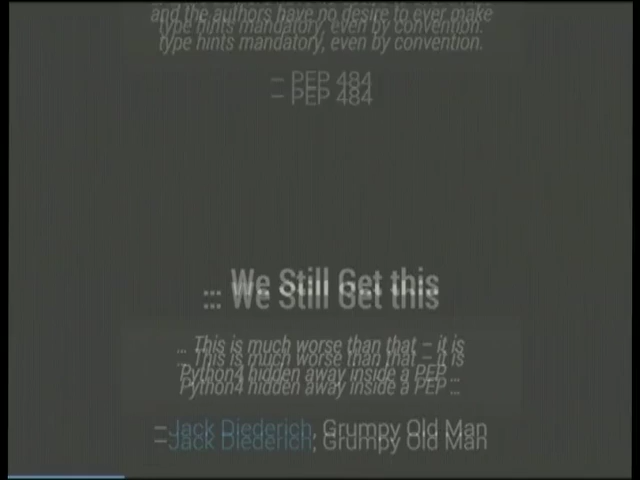 and the authors have no desire to ever make
type hints mandatory, even by convention.
– PEP 484
... We Still Get this
... This is much worse than that – it is
Python4 hidden away inside a PEP ...
– Jack Diederich, Grumpy Old Man